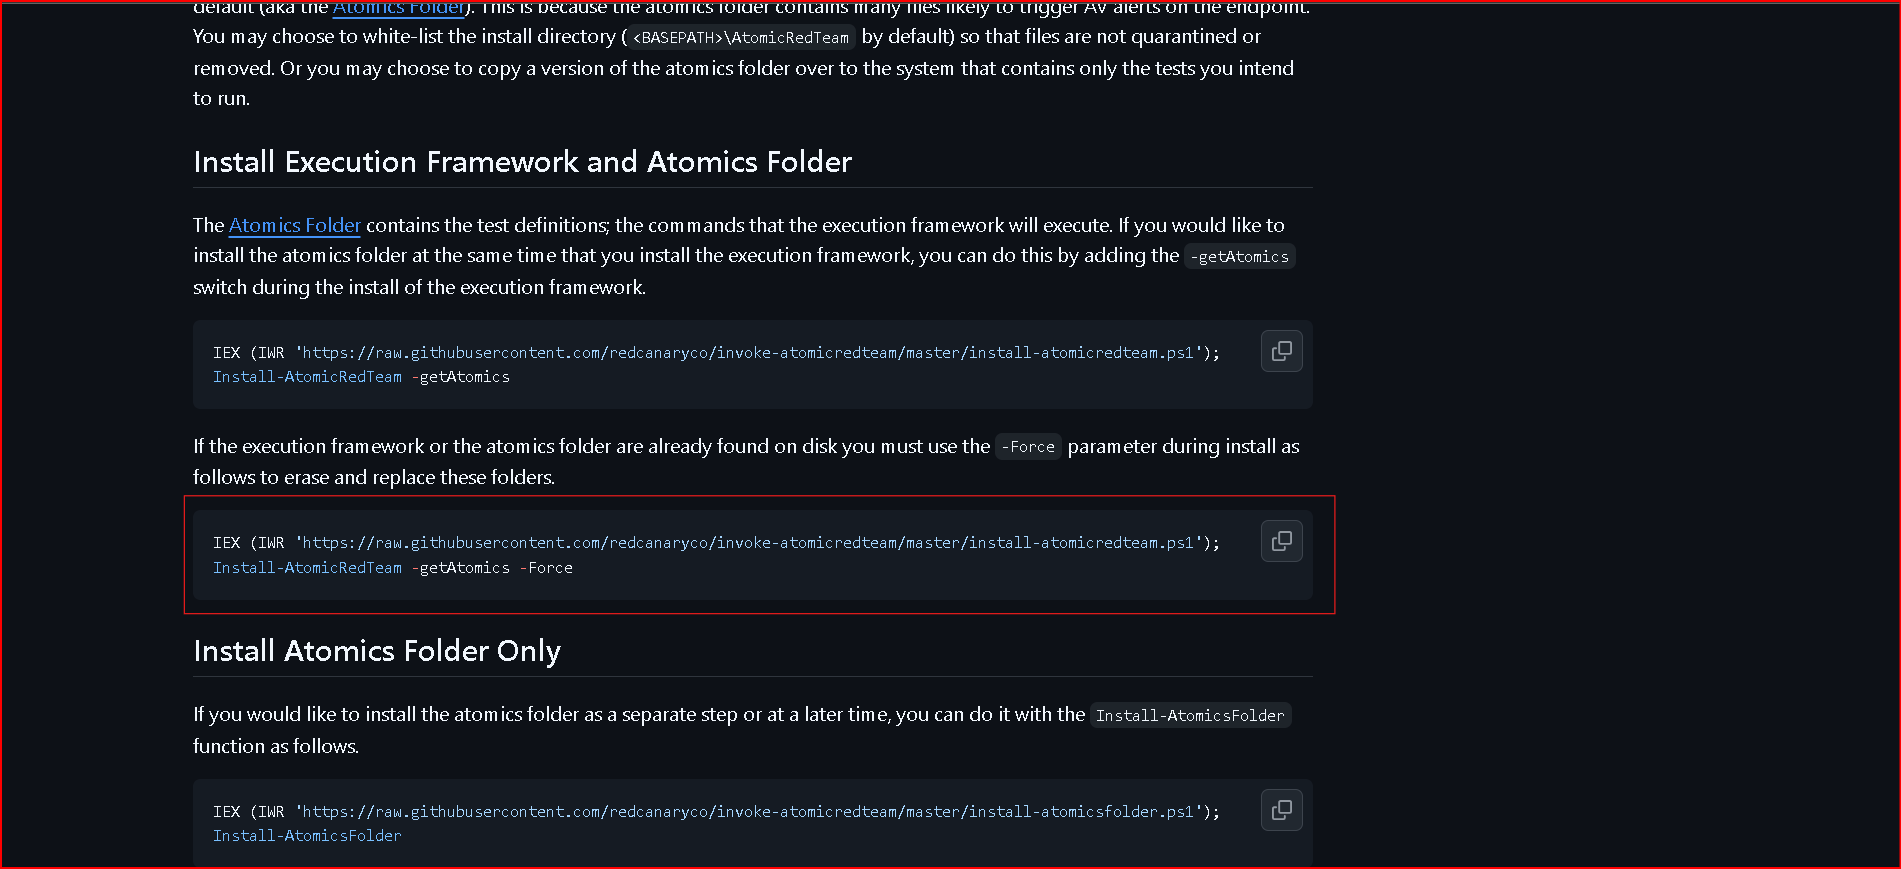 default (aka the Atomics Folder). This is because the atomics folder contains many files likely to trigger AV alerts on the endpoint.
You may choose to white-list the install directory ( <BASEPATH>\AtomicRedTeam by default) so that files are not quarantined or
removed. Or you may choose to copy a version of the atomics folder over to the system that contains only the tests you intend
to run.
Install Execution Framework and Atomics Folder
The Atomics Folder contains the test definitions; the commands that the execution framework will execute. If you would like to
install the atomics folder at the same time that you install the execution framework, you can do this by adding the -getAtomics
switch during the install of the execution framework.
IEX (IWR 'https://raw.githubusercontent.com/redcanaryco/invoke-atomicredteam/master/install-atomicredteam.ps1');
Install-AtomicRedTeam -getAtomics
If the execution framework or the atomics folder are already found on disk you must use the -Force parameter during install as
follows to erase and replace these folders.
IEX (IWR 'https://raw.githubusercontent.com/redcanaryco/invoke-atomicredteam/master/install-atomicredteam.ps1');
Install-AtomicRedTeam -getAtomics -Force
Install Atomics Folder Only
If you would like to install the atomics folder as a separate step or at a later time, you can do it with the Install-AtomicsFolder
function as follows.
IEX (IWR 'https://raw.githubusercontent.com/redcanaryco/invoke-atomicredteam/master/install-atomicsfolder.ps1');
Install-AtomicsFolder